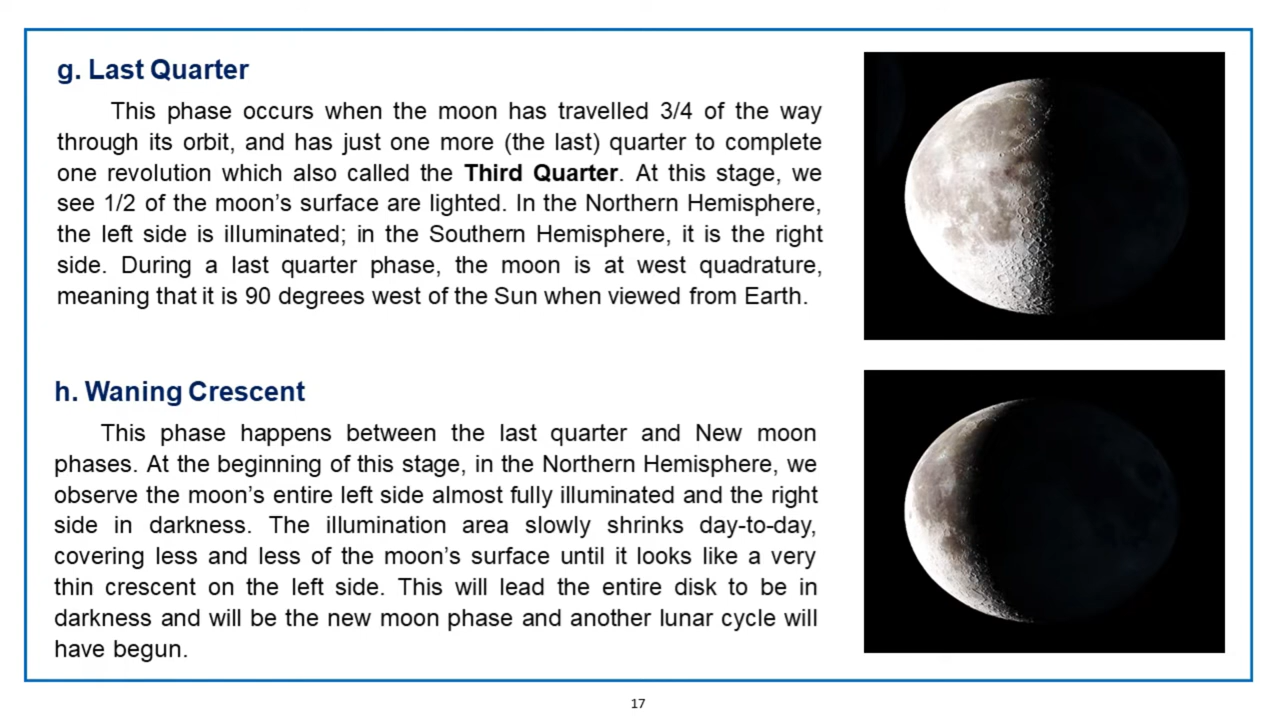 g. Last Quarter
This phase occurs when the moon has travelled 3/4 of the way
through its orbit, and has just one more (the last) quarter to complete
one revolution which also called the Third Quarter. At this stage, we
see 1/2 of the moon's surface are lighted. In the Northern Hemisphere,
the left side is illuminated; in the Southern Hemisphere, it is the right
side. During a last quarter phase, the moon is at west quadrature,
meaning that it is 90 degrees west of the Sun when viewed from Earth.
h. Waning Crescent
This phase happens between the last quarter and New moon
phases. At the beginning of this stage, in the Northern Hemisphere, we
observe the moon's entire left side almost fully illuminated and the right
side in darkness. The illumination area slowly shrinks day-to-day,
covering less and less of the moon's surface until it looks like a very
thin crescent on the left side. This will lead the entire disk to be in
darkness and will be the new moon phase and another lunar cycle will
have begun.
17